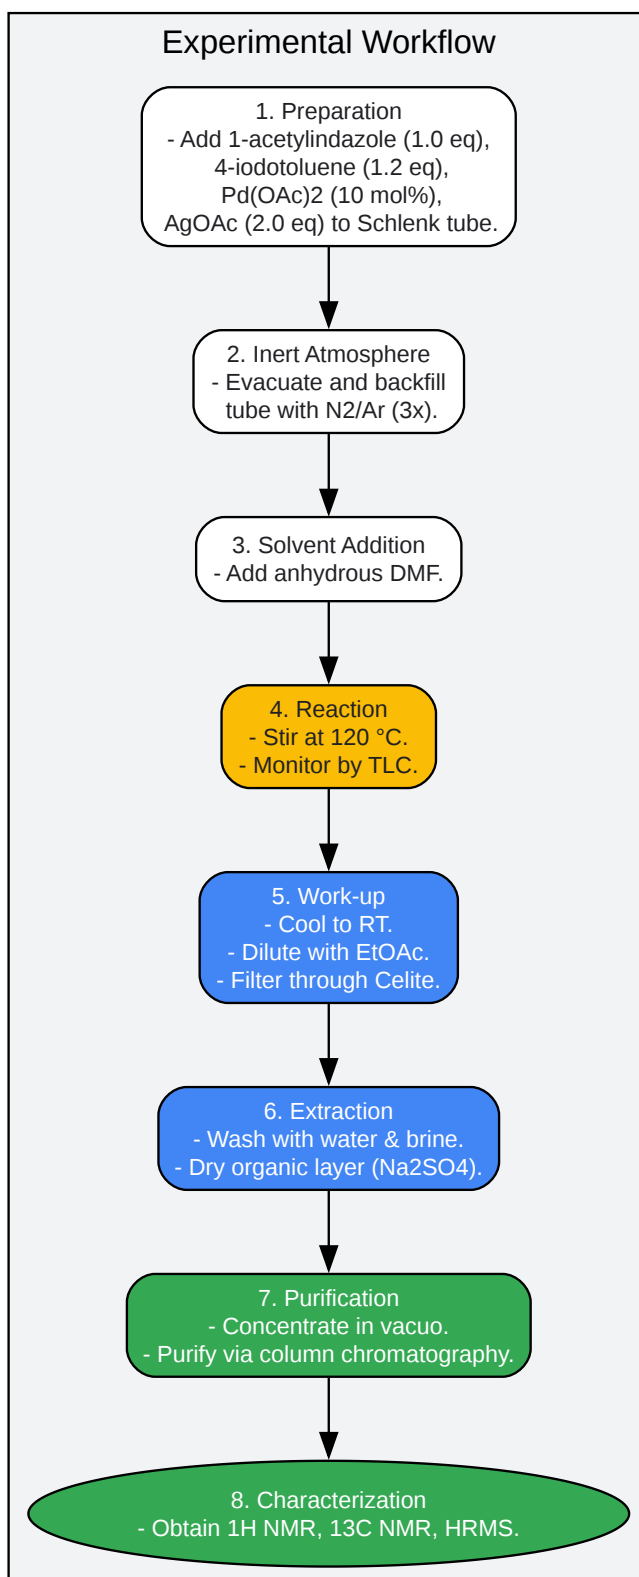 Experimental Workflow
1. Preparation
- Add 1-acetylindazole (1.0 eq),
4-iodotoluene (1.2 eq),
Pd(OAc)2 (10 mol%),
AgOAc (2.0 eq) to Schlenk tube.
2. Inert Atmosphere
- Evacuate and backfill
tube with N2/Ar (3x).
3. Solvent Addition
- Add anhydrous DMF.
4. Reaction
- Stir at 120 °C.
- Monitor by TLC.
5. Work-up
- Cool to RT.
- Dilute with EtOAc.
- Filter through Celite.
6. Extraction
- Wash with water & brine.
- Dry organic layer (Na2SO4).
7. Purification
- Concentrate in vacuo.
- Purify via column chromatography.
8. Characterization
- Obtain 1H NMR, 13C NMR, HRMS.